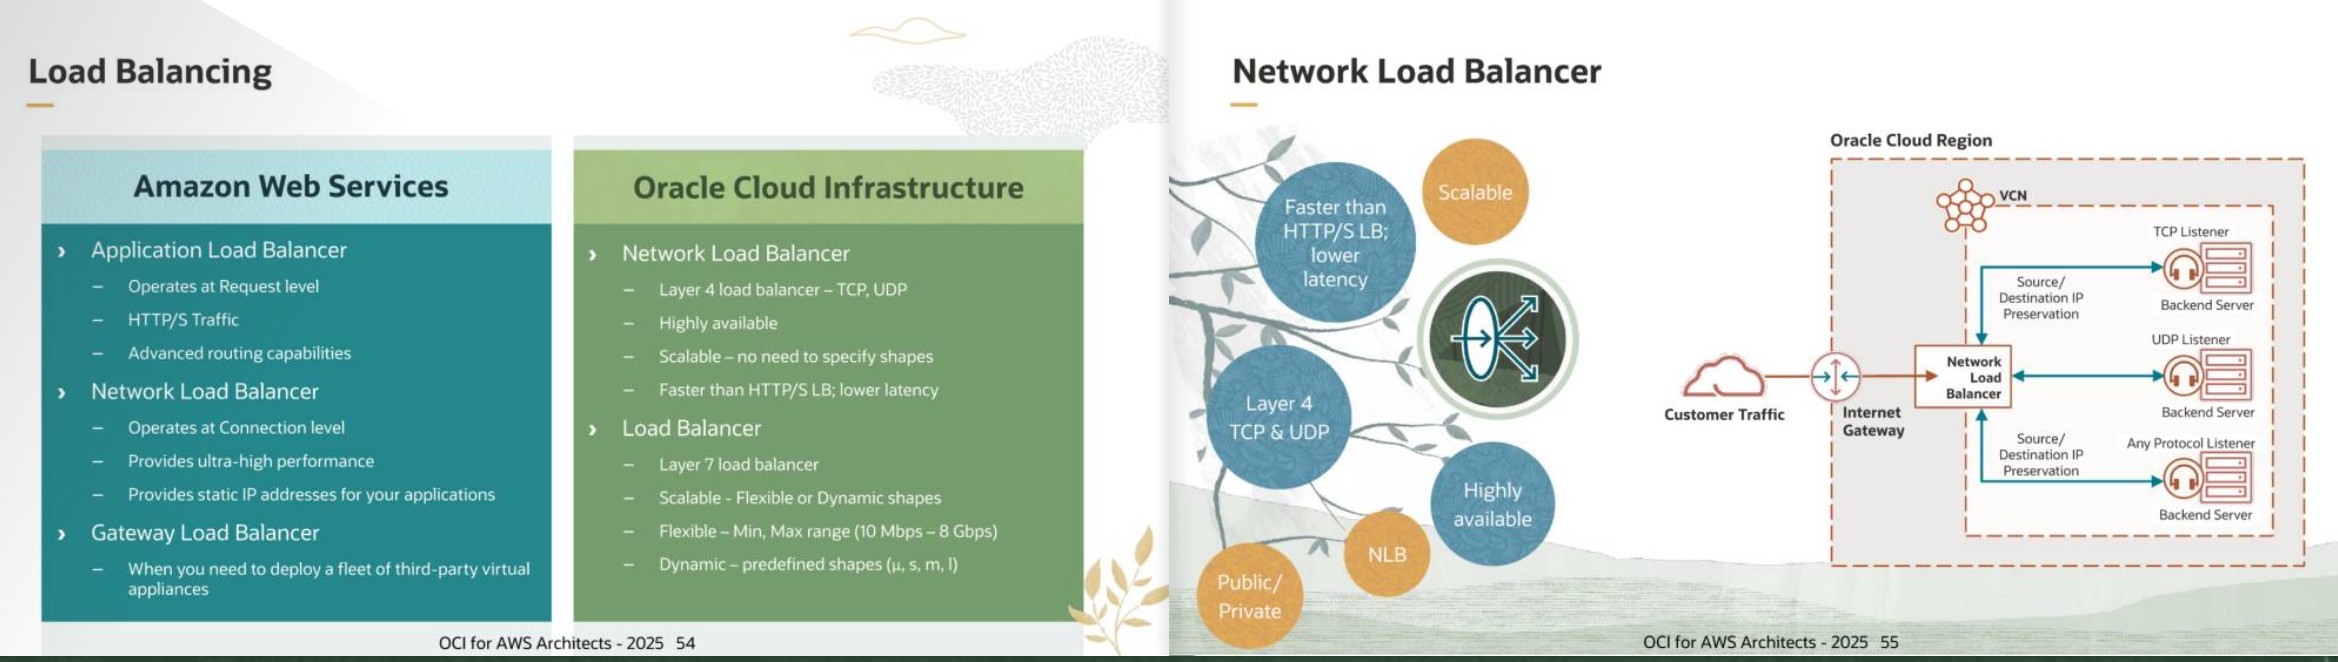 Load Balancing
Amazon Web Services
› Application Load Balancer
– Operates at Request level
– HTTP/S Traffic
– Advanced routing capabilities
› Network Load Balancer
– Operates at Connection level
– Provides ultra-high performance
– Provides static IP addresses for your applications
› Gateway Load Balancer
– When you need to deploy a fleet of third-party virtual
appliances
Oracle Cloud Infrastructure
› Network Load Balancer
– Layer 4 load balancer – TCP, UDP
– Highly available
– Scalable – no need to specify shapes
– Faster than HTTP/S LB; lower latency
› Load Balancer
– Layer 7 load balancer
– Scalable - Flexible or Dynamic shapes
– Flexible – Min, Max range (10 Mbps – 8 Gbps)
– Dynamic – predefined shapes (µ, s, m, l)
OCI for AWS Architects - 2025 54
Network Load Balancer
Faster than
HTTP/S LB;
lower
latency
Scalable
Layer 4
TCP & UDP
Highly
available
NLB
Public/
Private
Oracle Cloud Region
VCN
TCP Listener
Source/
Destination IP
Preservation
Backend Server
UDP Listener
Network
Load
Balancer
Backend Server
Customer Traffic
Internet
Gateway
Any Protocol Listener
Source/
Destination IP
Preservation
Backend Server
OCI for AWS Architects - 2025 55